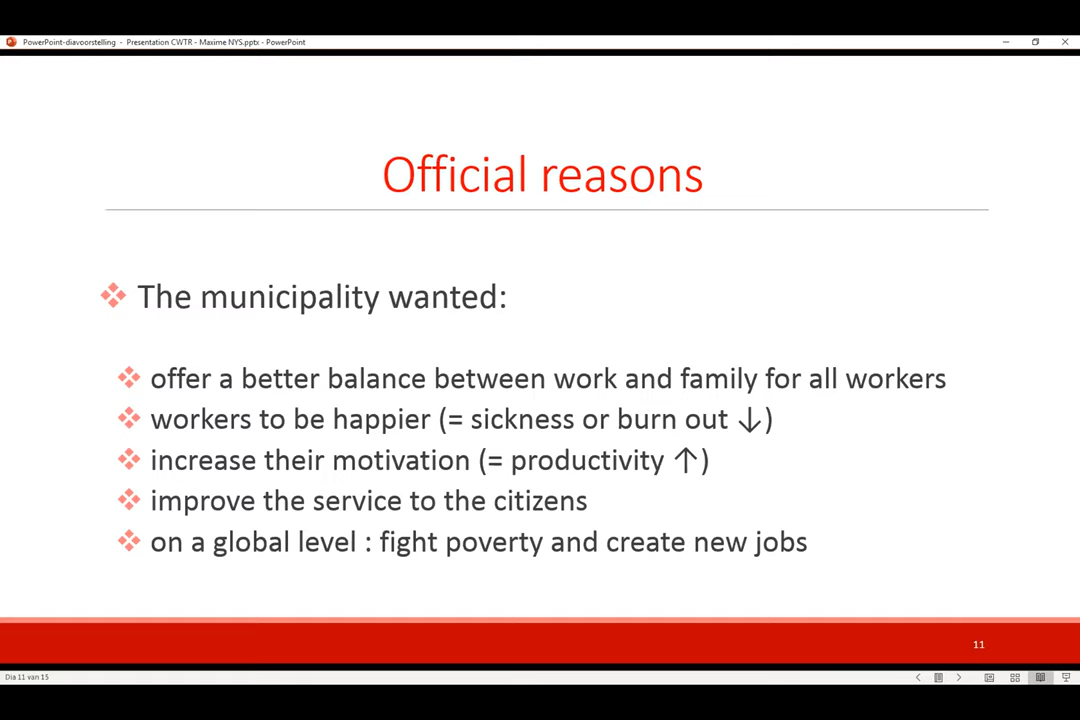 PowerPoint-diavoorstelling - Presentation CWTR - Maxime NYS.pptx - PowerPoint
Official reasons
The municipality wanted:
offer a better balance between work and family for all workers
workers to be happier (= sickness or burn out ↓)
increase their motivation (= productivity ↑)
improve the service to the citizens
on a global level : fight poverty and create new jobs
11
Dia 11 van 15